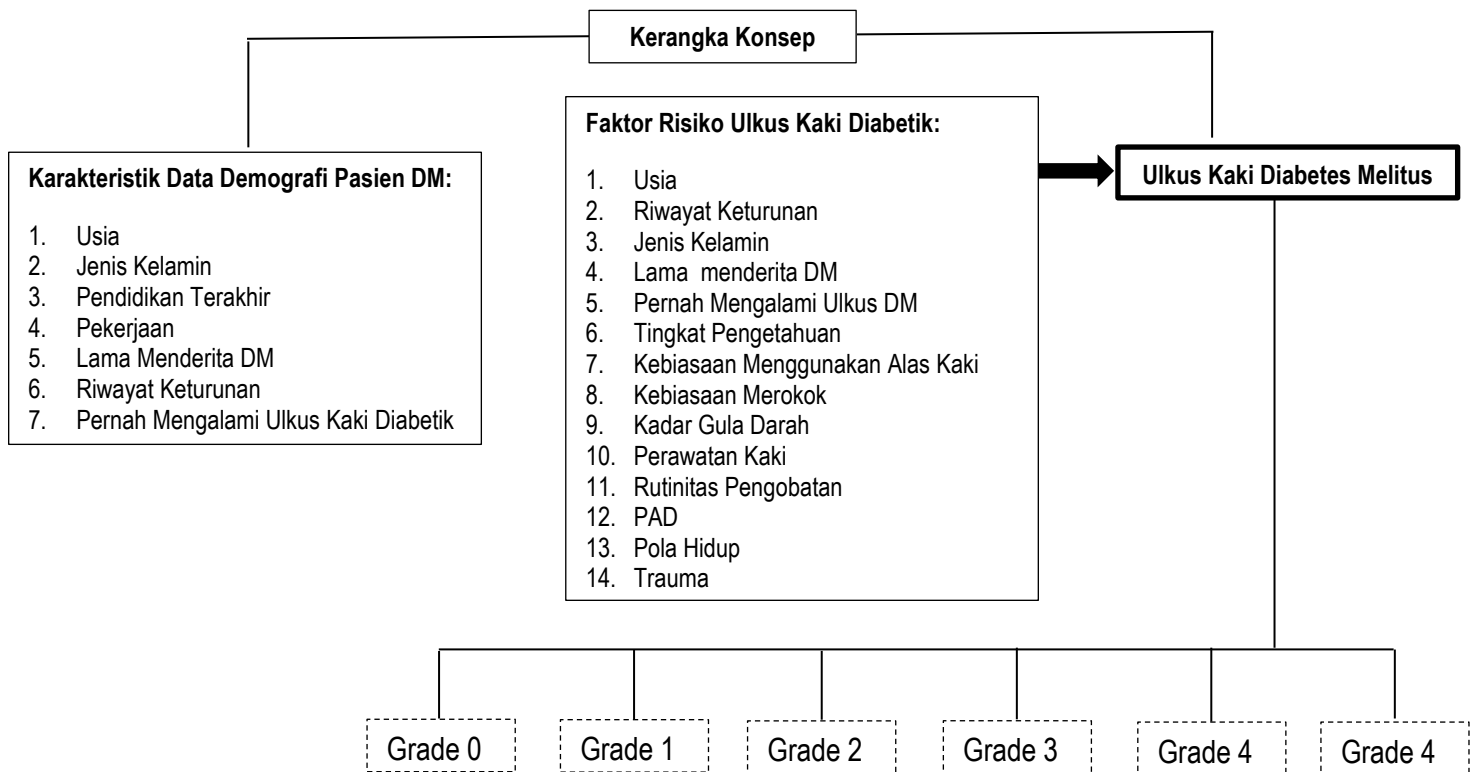 Kerangka Konsep
Karakteristik Data Demografi Pasien DM:
1. Usia
2. Jenis Kelamin
3. Pendidikan Terakhir
4. Pekerjaan
5. Lama Menderita DM
6. Riwayat Keturunan
7. Pernah Mengalami Ulkus Kaki Diabetik
Faktor Risiko Ulkus Kaki Diabetik:
1. Usia
2. Riwayat Keturunan
3. Jenis Kelamin
4. Lama menderita DM
5. Pernah Mengalami Ulkus DM
6. Tingkat Pengetahuan
7. Kebiasaan Menggunakan Alas Kaki
8. Kebiasaan Merokok
9. Kadar Gula Darah
10. Perawatan Kaki
11. Rutinitas Pengobatan
12. PAD
13. Pola Hidup
14. Trauma
Ulkus Kaki Diabetes Melitus
Grade 0
Grade 1
Grade 2
Grade 3
Grade 4
Grade 4